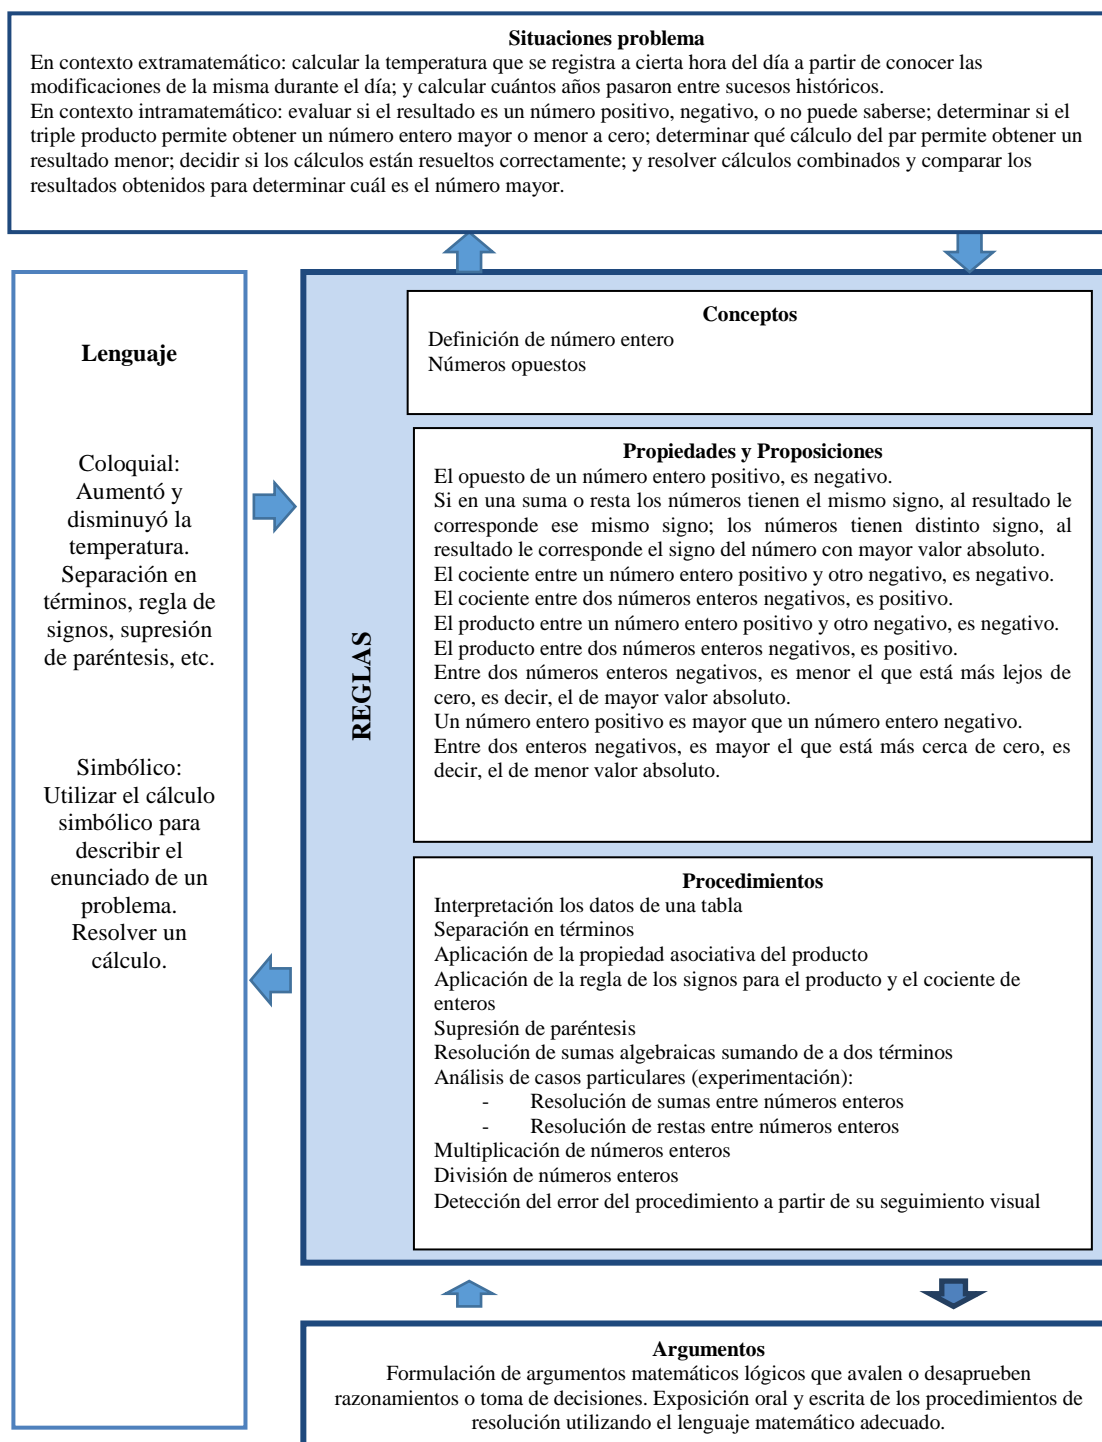 Situaciones problema
En contexto extramatemático: calcular la temperatura que se registra a cierta hora del día a partir de conocer las
modificaciones de la misma durante el día; y calcular cuántos años pasaron entre sucesos históricos.
En contexto intramatemático: evaluar si el resultado es un número positivo, negativo, o no puede saberse; determinar si el
triple producto permite obtener un número entero mayor o menor a cero; determinar qué cálculo del par permite obtener un
resultado menor; decidir si los cálculos están resueltos correctamente; y resolver cálculos combinados y comparar los
resultados obtenidos para determinar cuál es el número mayor.
Lenguaje
Coloquial:
Aumentó y
disminuyó la
temperatura.
Separación en
términos, regla de
signos, supresión
de paréntesis, etc.
Simbólico:
Utilizar el cálculo
simbólico para
describir el
enunciado de un
problema.
Resolver un
cálculo.
REGLAS
Conceptos
Definición de número entero
Números opuestos
Propiedades y Proposiciones
El opuesto de un número entero positivo, es negativo.
Si en una suma o resta los números tienen el mismo signo, al resultado le
corresponde ese mismo signo; los números tienen distinto signo, al
resultado le corresponde el signo del número con mayor valor absoluto.
El cociente entre un número entero positivo y otro negativo, es negativo.
El cociente entre dos números enteros negativos, es positivo.
El producto entre un número entero positivo y otro negativo, es negativo.
El producto entre dos números enteros negativos, es positivo.
Entre dos números enteros negativos, es menor el que está más lejos de
cero, es decir, el de mayor valor absoluto.
Un número entero positivo es mayor que un número entero negativo.
Entre dos enteros negativos, es mayor el que está más cerca de cero, es
decir, el de menor valor absoluto.
Procedimientos
Interpretación los datos de una tabla
Separación en términos
Aplicación de la propiedad asociativa del producto
Aplicación de la regla de los signos para el producto y el cociente de
enteros
Supresión de paréntesis
Resolución de sumas algebraicas sumando de a dos términos
Análisis de casos particulares (experimentación):
- Resolución de sumas entre números enteros
- Resolución de restas entre números enteros
Multiplicación de números enteros
División de números enteros
Detección del error del procedimiento a partir de su seguimiento visual
Argumentos
Formulación de argumentos matemáticos lógicos que avalen o desaprueben
razonamientos o toma de decisiones. Exposición oral y escrita de los procedimientos de
resolución utilizando el lenguaje matemático adecuado.